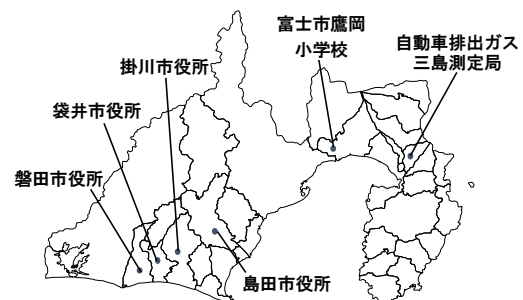 富士市鷹岡
小学校
自動車排出ガス
三島測定局
掛川市役所
袋井市役所
磐田市役所
島田市役所